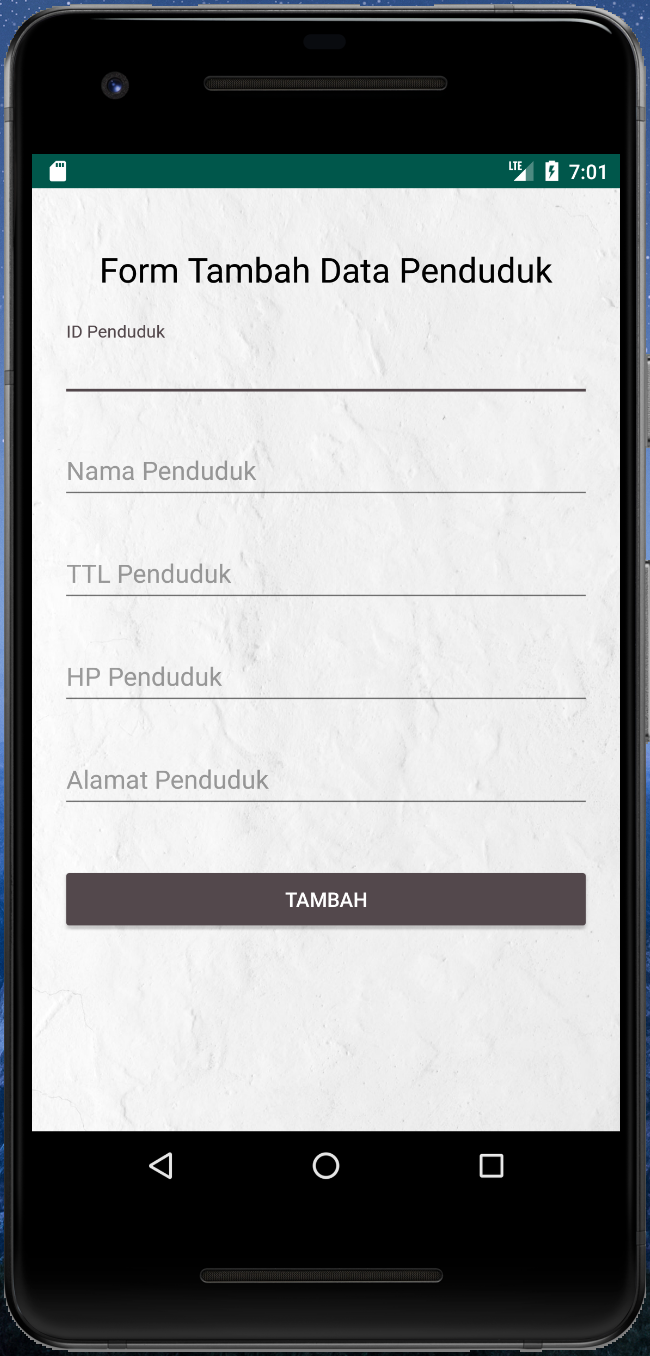 LTE 7:01
Form Tambah Data Penduduk
ID Penduduk
Nama Penduduk
TTL Penduduk
HP Penduduk
Alamat Penduduk
TAMBAH